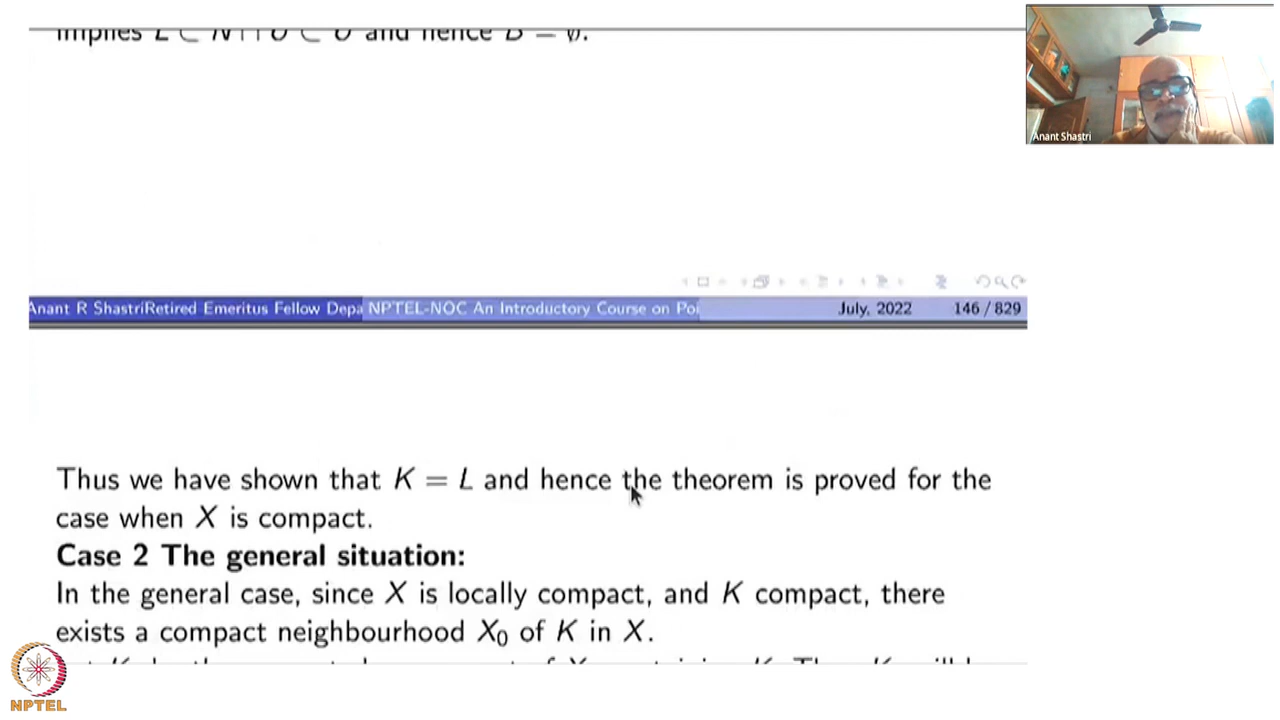 implies L ⊂ N ∩ U ⊂ U and hence B = ∅.
Anant Shastri
Anant R ShastriRetired Emeritus Fellow Depa NPTEL-NOC An Introductory Course on Poi July, 2022 146 / 829
Thus we have shown that K = L and hence the theorem is proved for the
case when X is compact.
Case 2 The general situation:
In the general case, since X is locally compact, and K compact, there
exists a compact neighbourhood X₀ of K in X.
NPTEL